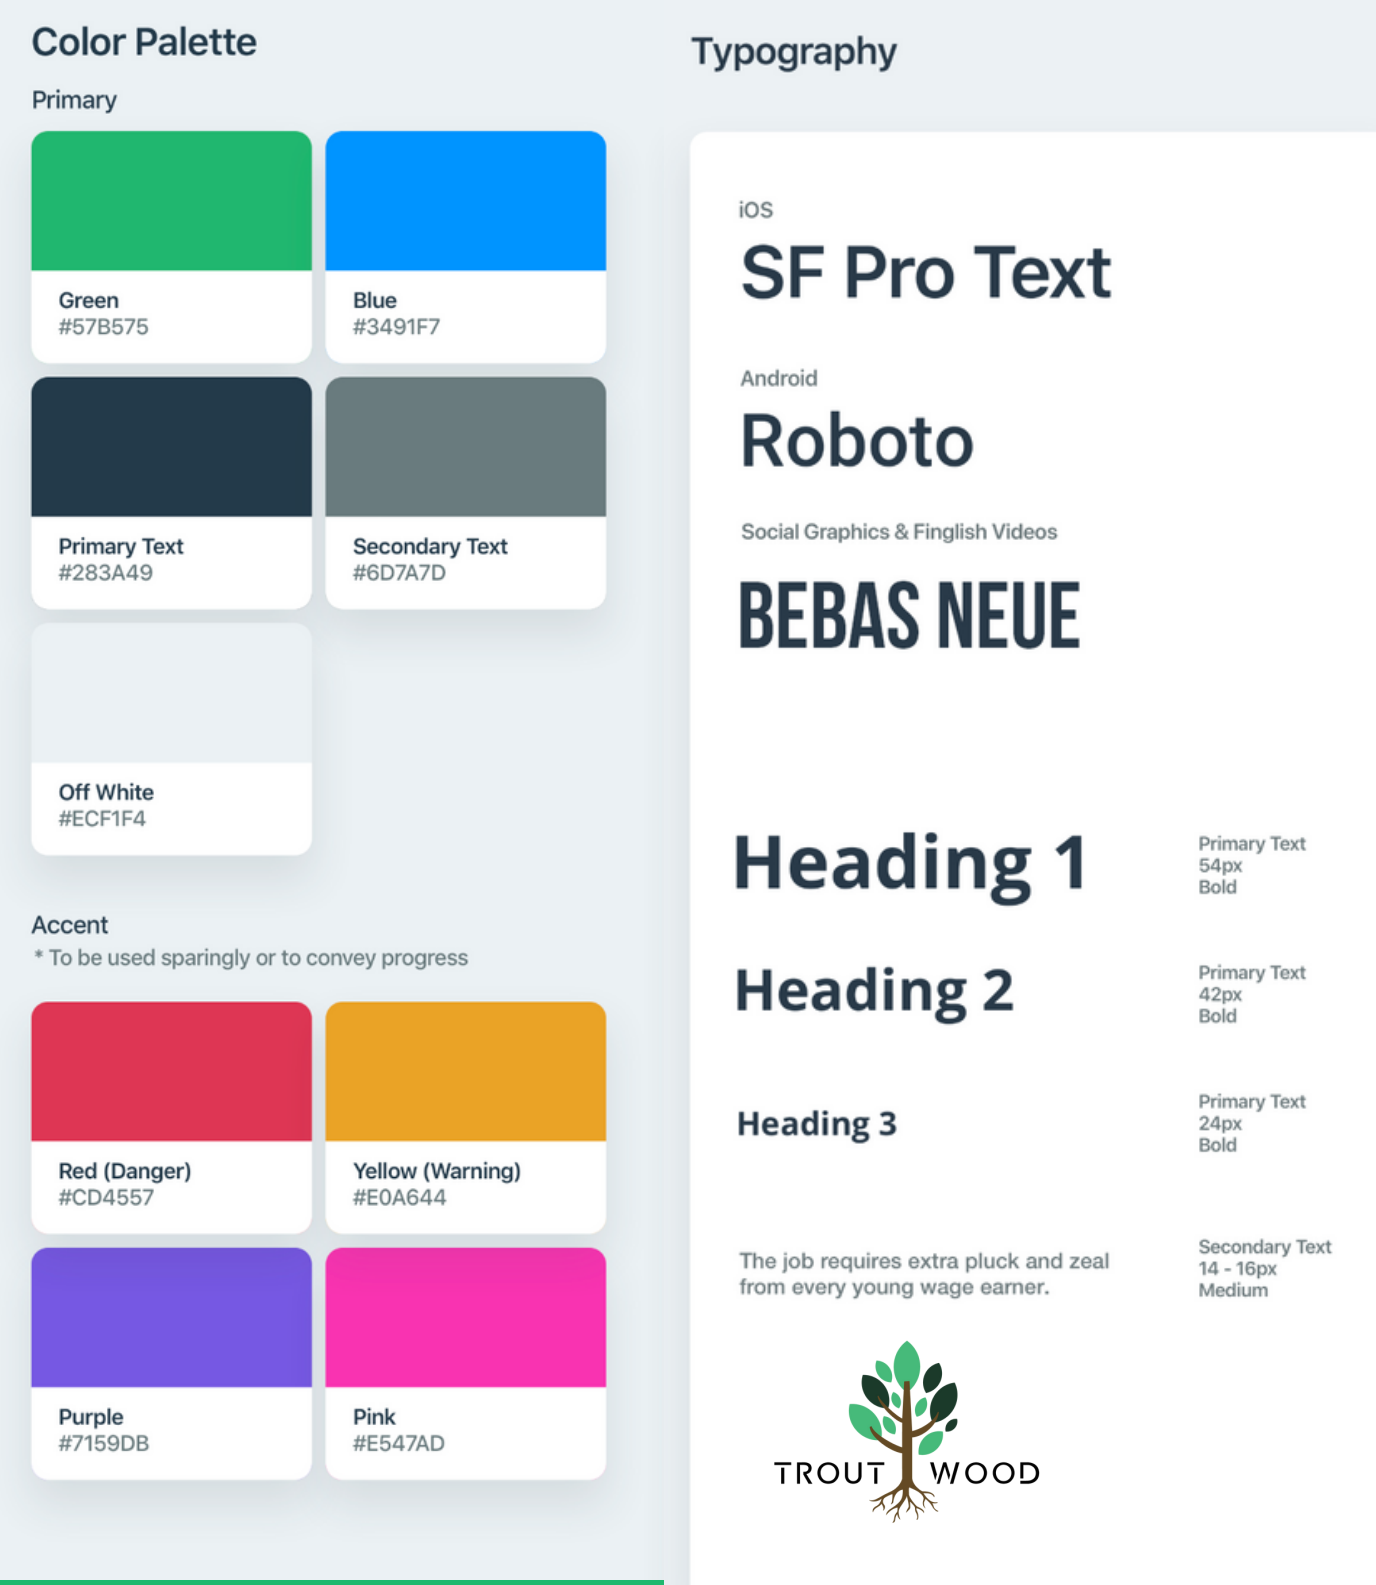 Color Palette
Primary
Green
#57B575
Blue
#3491F7
Primary Text
#283A49
Secondary Text
#6D7A7D
Off White
#ECF1F4
Accent
* To be used sparingly or to convey progress
Red (Danger)
#CD4557
Yellow (Warning)
#E0A644
Purple
#7159DB
Pink
#E547AD
Typography
iOS
SF Pro Text
Android
Roboto
Social Graphics & Finglish Videos
BEBAS NEUE
Heading 1
Primary Text
54px
Bold
Heading 2
Primary Text
42px
Bold
Heading 3
Primary Text
24px
Bold
The job requires extra pluck and zeal
from every young wage earner.
Secondary Text
14 - 16px
Medium
TROUT WOOD